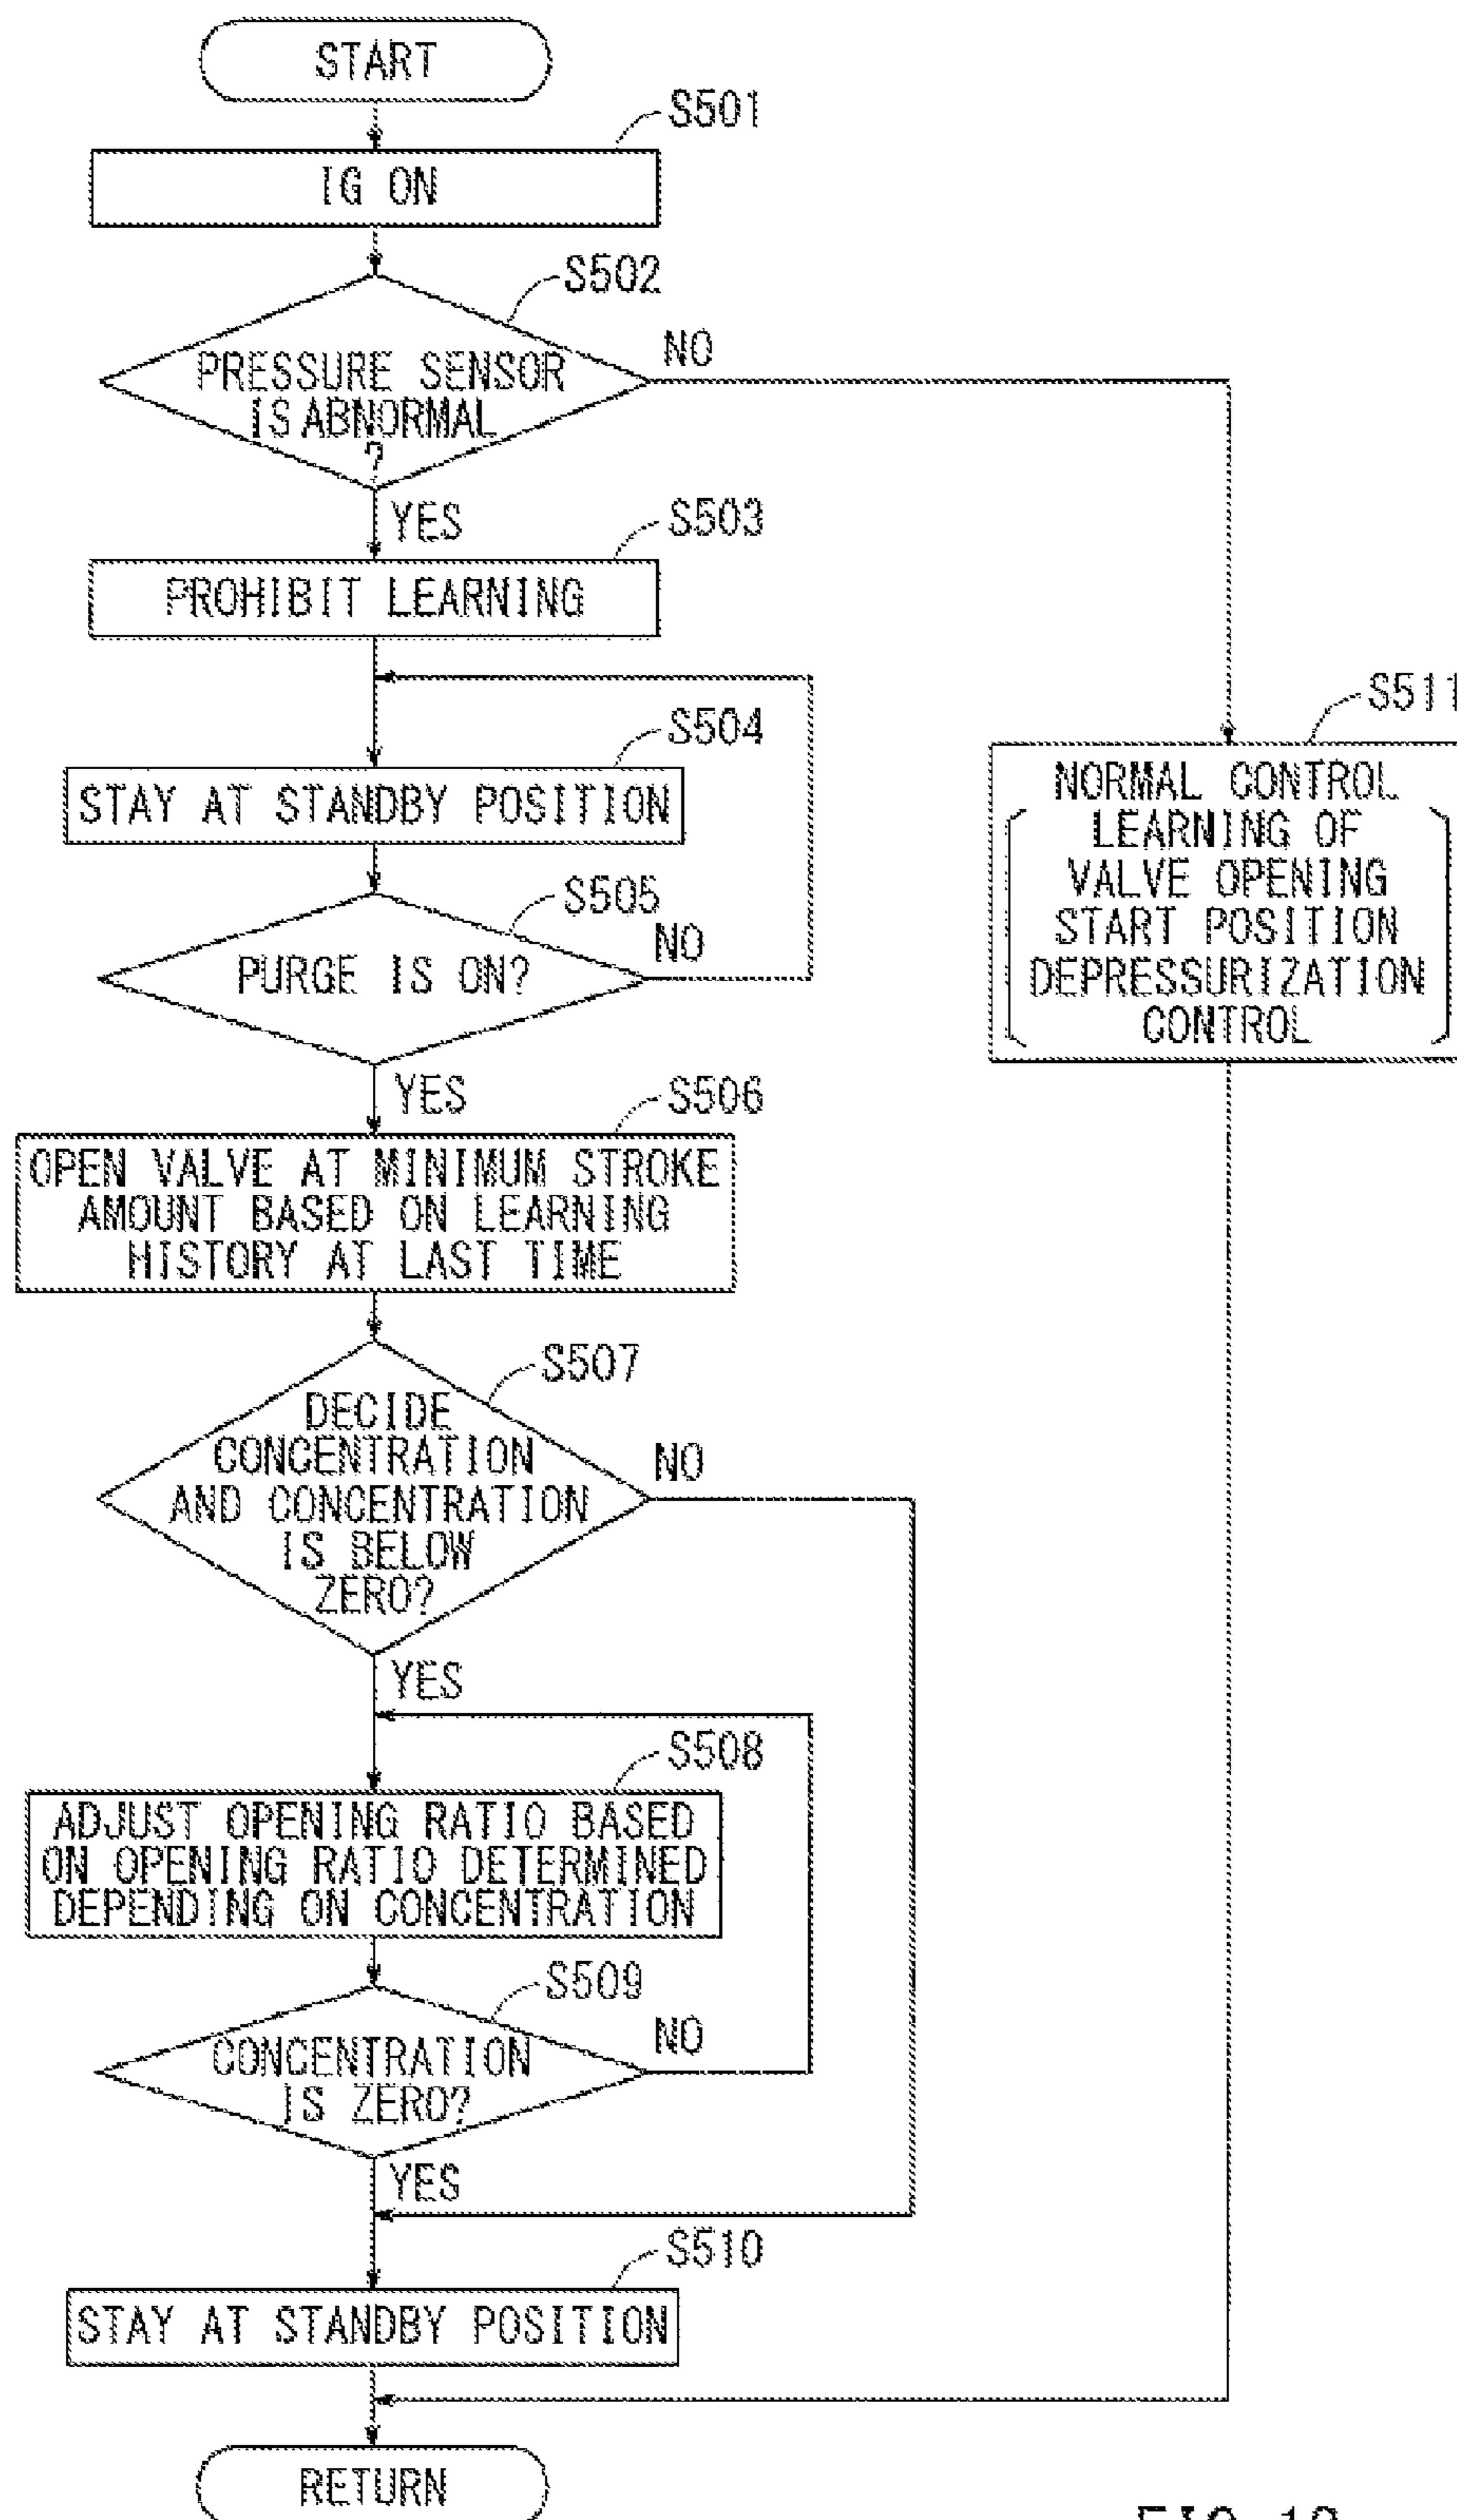 START
S501
IG ON
S502
PRESSURE SENSOR
IS ABNORMAL
?
NO
YES
S503
PROHIBIT LEARNING
S504
STAY AT STANDBY POSITION
S505
PURGE IS ON?
NO
YES
S511
NORMAL CONTROL
LEARNING OF
VALVE OPENING
START POSITION
DEPRESSURIZATION
CONTROL
S506
OPEN VALVE AT MINIMUM STROKE
AMOUNT BASED ON LEARNING
HISTORY AT LAST TIME
S507
DECIDE
CONCENTRATION
AND CONCENTRATION
IS BELOW
ZERO?
NO
YES
S508
ADJUST OPENING RATIO BASED
ON OPENING RATIO DETERMINED
DEPENDING ON CONCENTRATION
S509
CONCENTRATION
IS ZERO?
NO
YES
S510
STAY AT STANDBY POSITION
RETURN